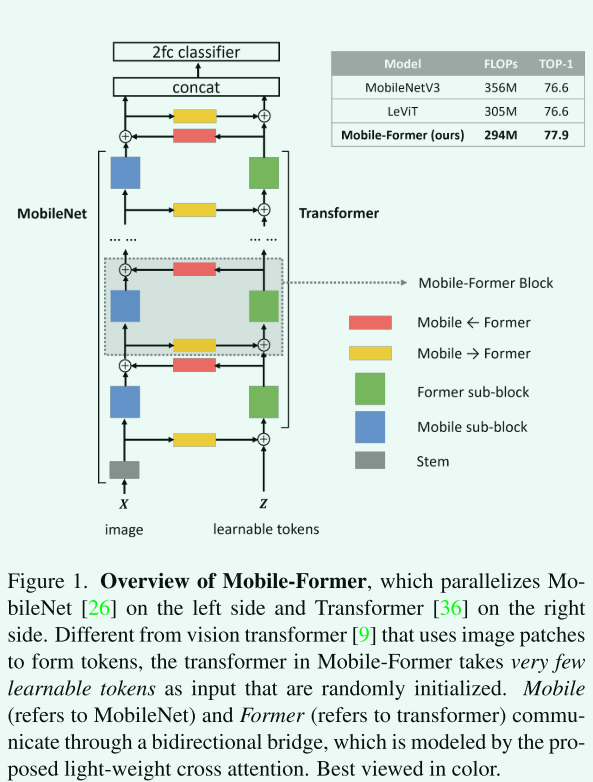 2fc classifier
concat
Model FLOPs TOP-1
MobileNetV3 356M 76.6
LeViT 305M 76.6
Mobile-Former (ours) 294M 77.9
MobileNet
Transformer
... ...
... ...
Mobile-Former Block
Mobile ← Former
Mobile → Former
Former sub-block
Mobile sub-block
Stem
X
Z
image
learnable tokens
Figure 1. Overview of Mobile-Former, which parallelizes Mo-
bileNet [26] on the left side and Transformer [36] on the right
side. Different from vision transformer [9] that uses image patches
to form tokens, the transformer in Mobile-Former takes very few
learnable tokens as input that are randomly initialized. Mobile
(refers to MobileNet) and Former (refers to transformer) commu-
nicate through a bidirectional bridge, which is modeled by the pro-
posed light-weight cross attention. Best viewed in color.